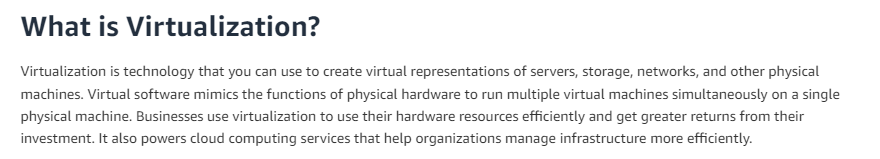 What is Virtualization?
Virtualization is technology that you can use to create virtual representations of servers, storage, networks, and other physical
machines. Virtual software mimics the functions of physical hardware to run multiple virtual machines simultaneously on a single
physical machine. Businesses use virtualization to use their hardware resources efficiently and get greater returns from their
investment. It also powers cloud computing services that help organizations manage infrastructure more efficiently.